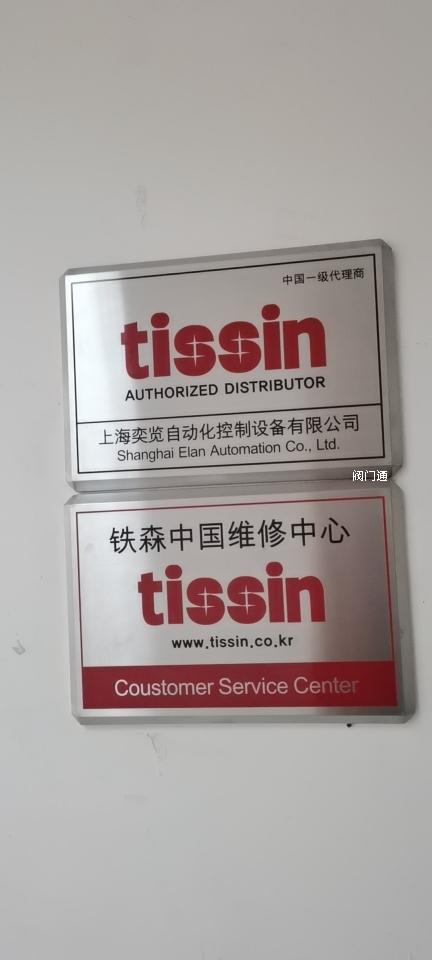 中国一级代理商
tissin
AUTHORIZED DISTRIBUTOR
上海奕览自动化控制设备有限公司
Shanghai Elan Automation Co., Ltd.
阀门通
铁森中国维修中心
tissin
www.tissin.co.kr
Coustomer Service Center